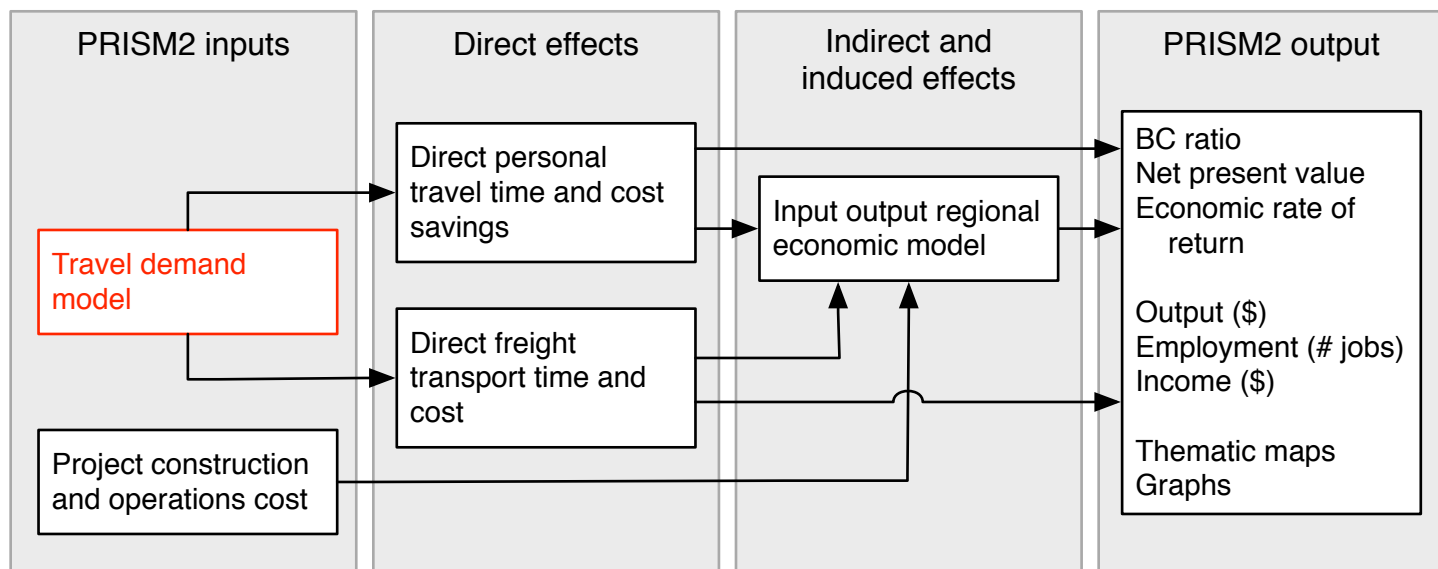 PRISM2 inputs
Travel demand
model
Project construction
and operations cost
Direct effects
Direct personal
travel time and cost
savings
Direct freight
transport time and
cost
Indirect and
induced effects
Input output regional
economic model
PRISM2 output
BC ratio
Net present value
Economic rate of
return
Output ($)
Employment (# jobs)
Income ($)
Thematic maps
Graphs